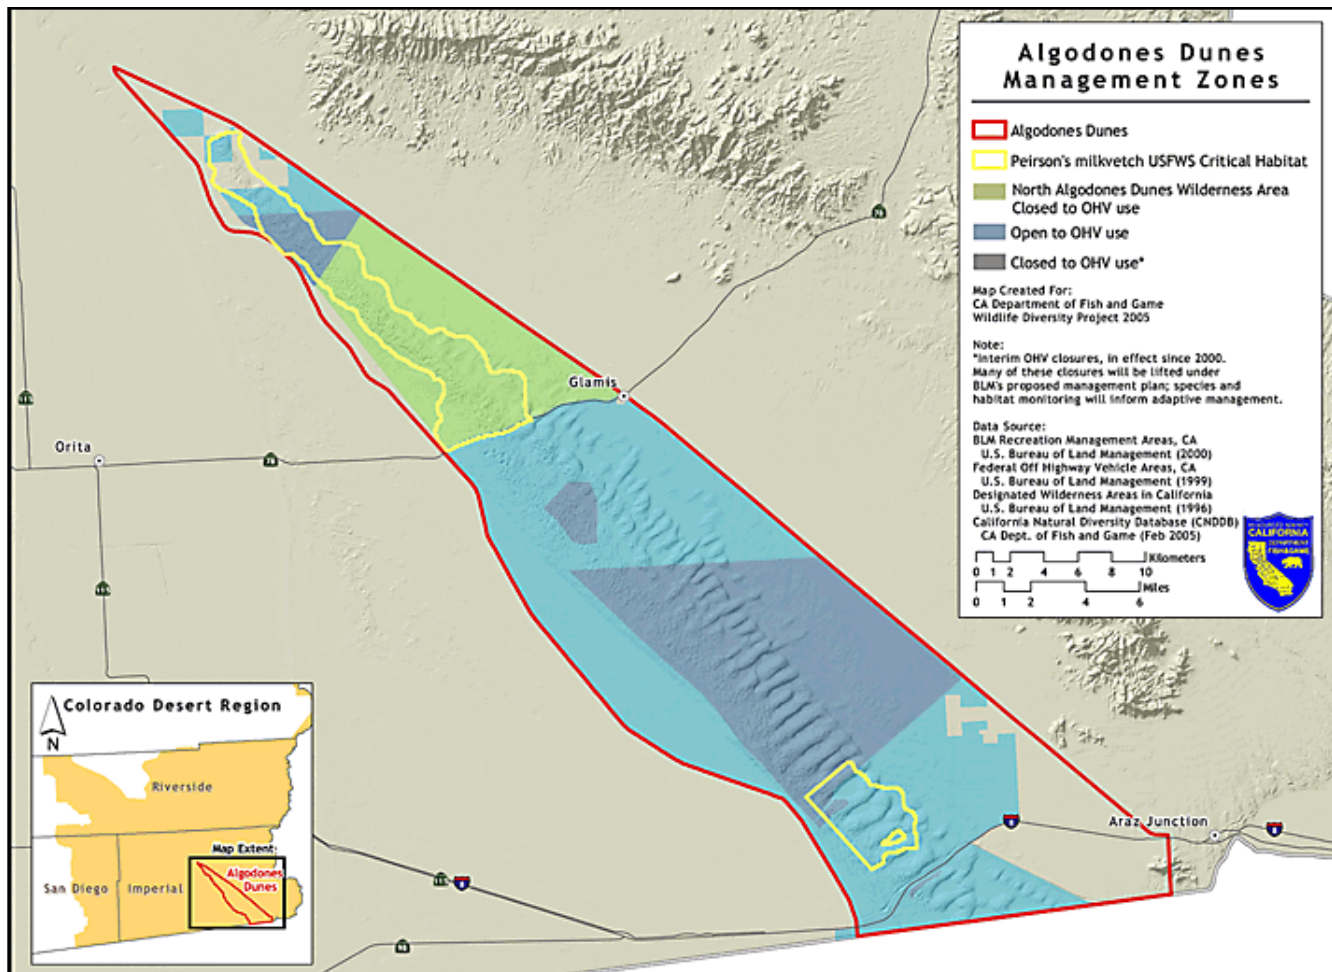 Algodones Dunes
Management Zones
Algodones Dunes
Peirson's milkvetch USFWS Critical Habitat
North Algodones Dunes Wilderness Area
Closed to OHV use
Open to OHV use
Closed to OHV use*
Map Created For:
CA Department of Fish and Game
Wildlife Diversity Project 2005
Note:
*Interim OHV closures, in effect since 2000.
Many of these closures will be lifted under
BLM's proposed management plan; species and
habitat monitoring will inform adaptive management.
Data Source:
BLM Recreation Management Areas, CA
U.S. Bureau of Land Management (2000)
Federal Off Highway Vehicle Areas, CA
U.S. Bureau of Land Management (1999)
Designated Wilderness Areas in California
U.S. Bureau of Land Management (1996)
California Natural Diversity Database (CNDDB)
CA Dept. of Fish and Game (Feb 2005)
Kilometers
0 1 2 4 6 8 10
Miles
0 1 2 4 6
CALIFORNIA
FISH&GAME
78
Glamis
Orita
78
Araz Junction
8
8
8
98
Colorado Desert Region
N
Riverside
Map Extent:
Algodones
Dunes
San Diego
Imperial